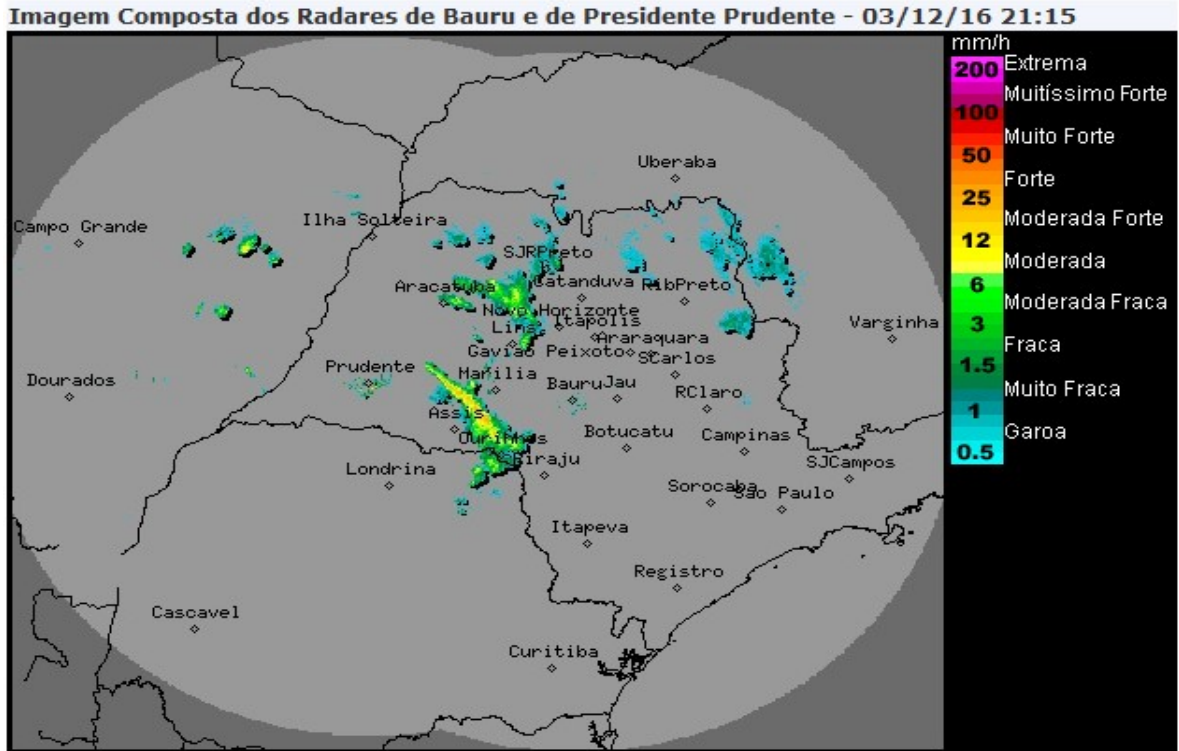 Imagem Composta dos Radares de Bauru e de Presidente Prudente - 03/12/16 21:15
mm/h
200 Extrema
Muitíssimo Forte
100
Muito Forte
50
Forte
25
Moderada Forte
12
Moderada
6
Moderada Fraca
3
Fraca
1.5
Muito Fraca
1
Garoa
0.5
Uberaba
Campo Grande
Ilha Solteira
SJRPreto
Aracatuba
Catanduva
RibPreto
Novo Horizonte
Itapolis
Varginha
Lins
Araraquara
Gaviao Peixoto
SCarlos
Prudente
Marilia
Dourados
Bauru
Jau
RClaro
Assis
Botucatu
Campinas
Ourinhos
Piraju
Londrina
SJCampos
Sorocaba
Sao Paulo
Itapeva
Registro
Cascavel
Curitiba